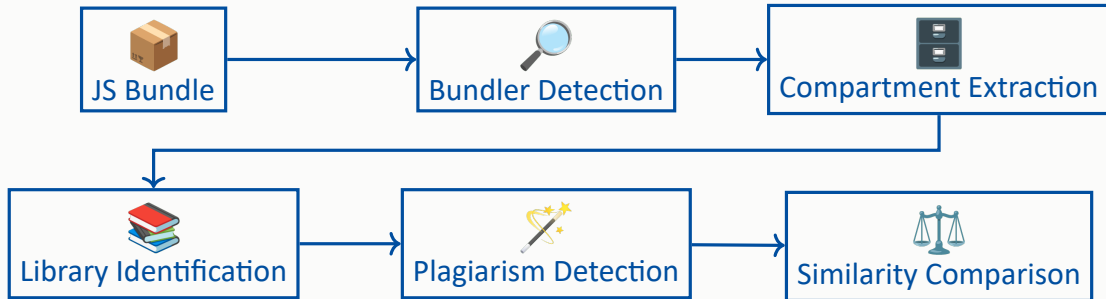 JS Bundle
Bundler Detection
Compartment Extraction
Library Identification
Plagiarism Detection
Similarity Comparison